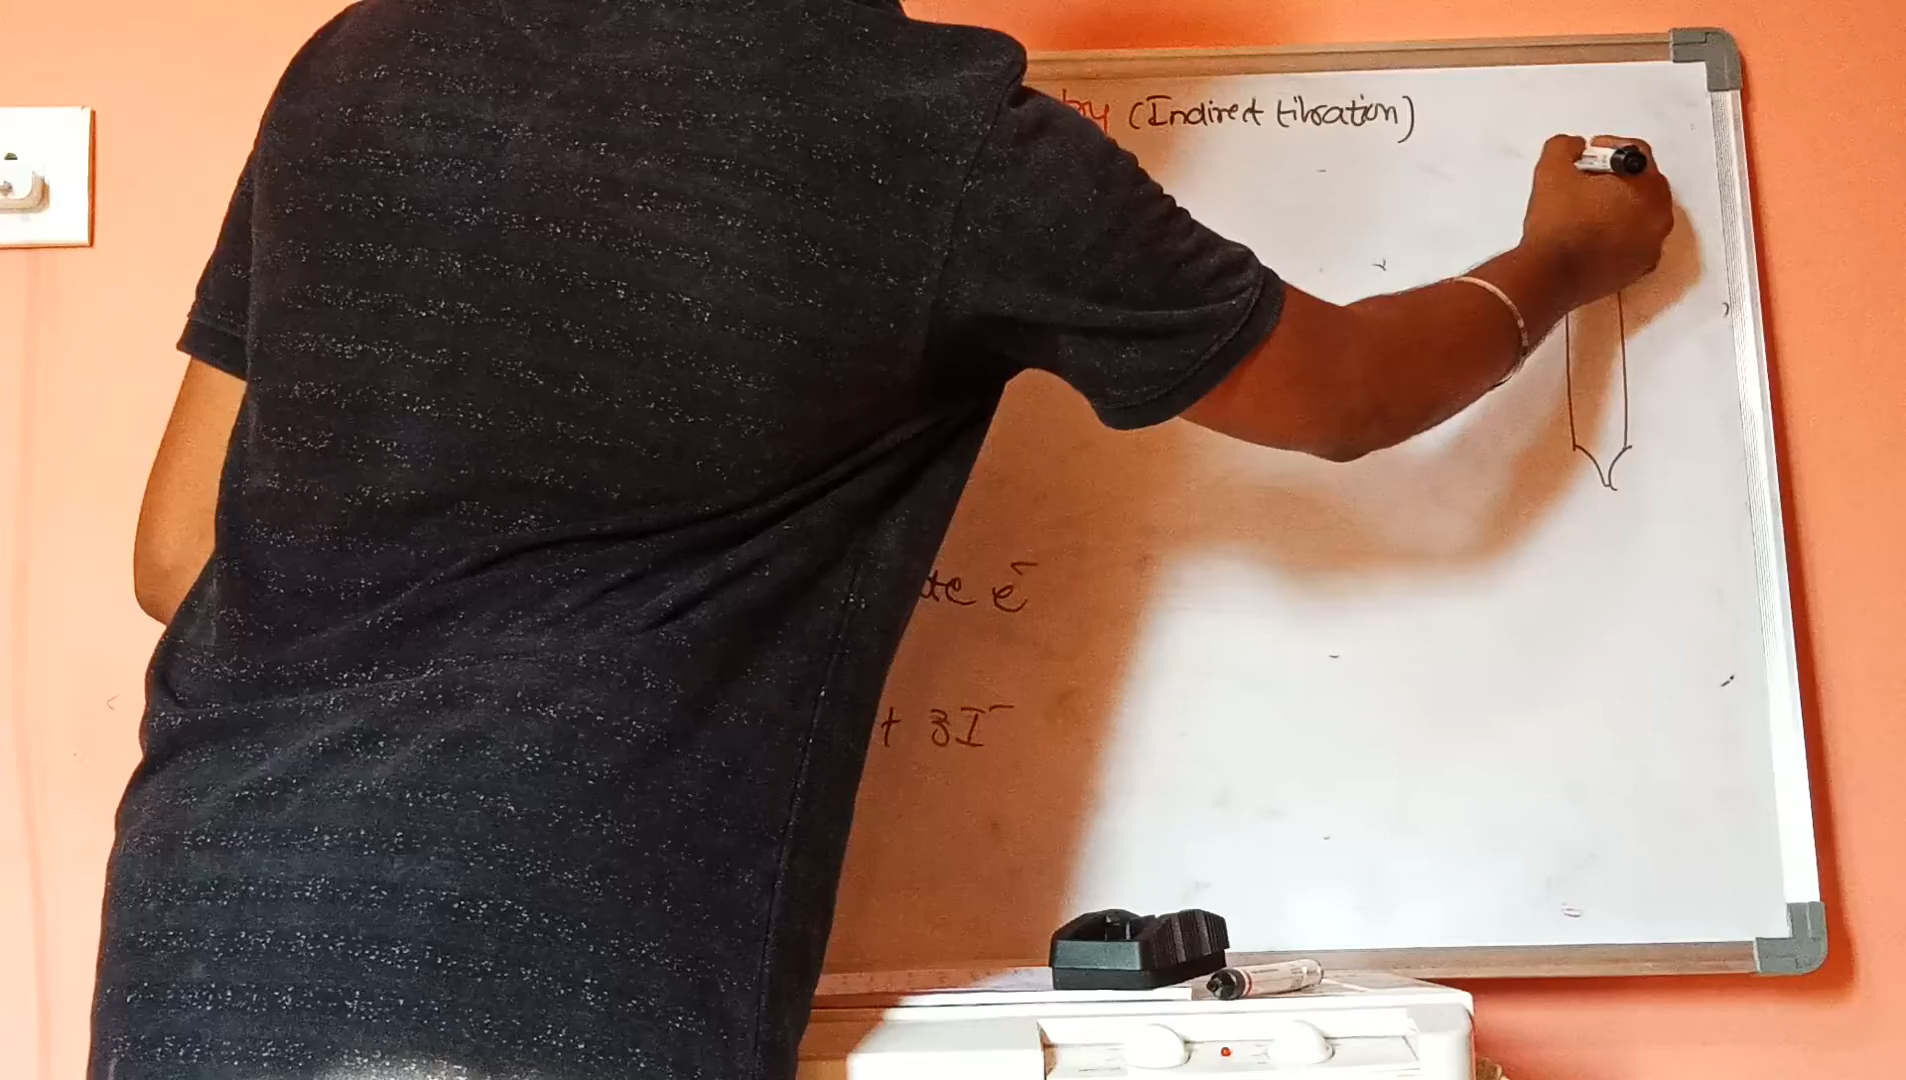 by (Indirect titration)
te e⁻
+ 3I⁻